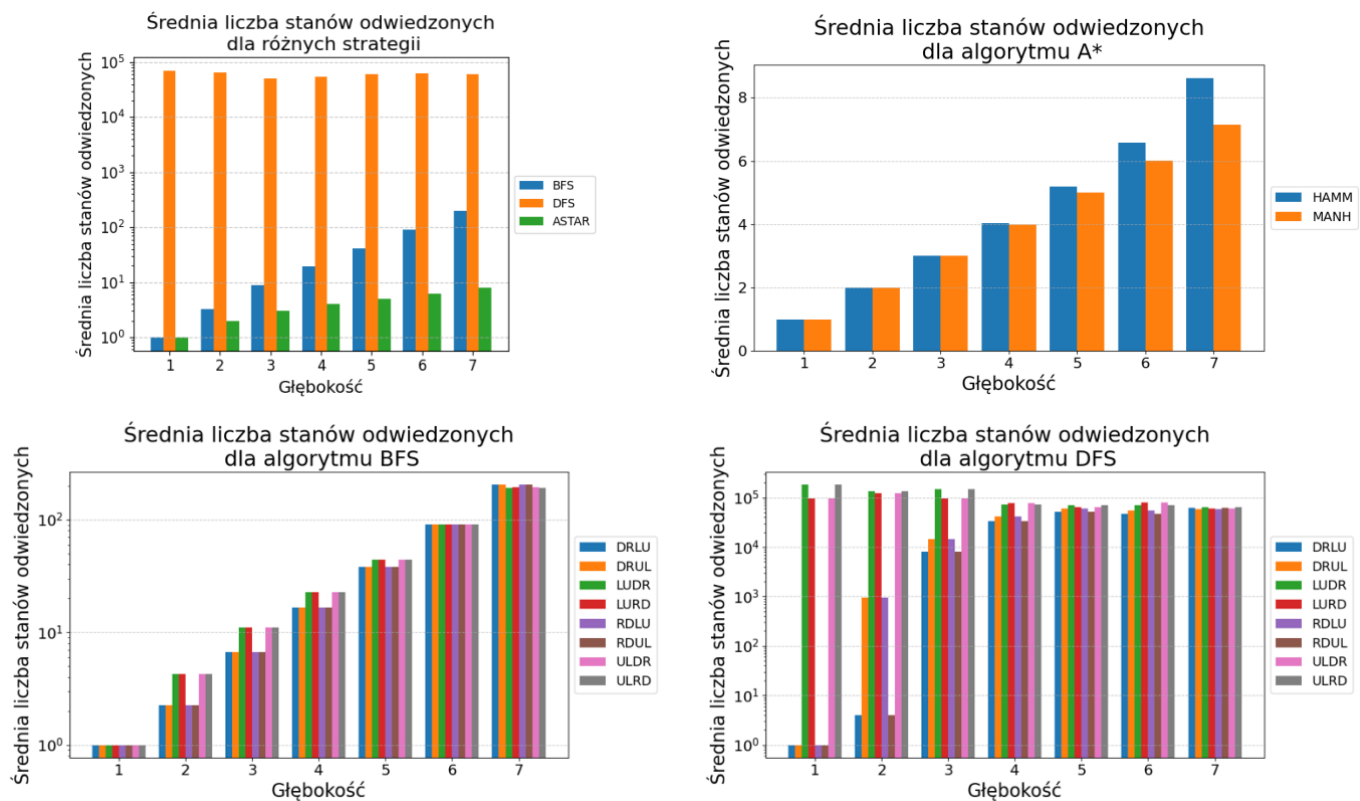 Średnia liczba stanów odwiedzonych
dla różnych strategii
Średnia liczba stanów odwiedzonych
10⁵
10⁴
10³
10²
10¹
10⁰
1 2 3 4 5 6 7
Głębokość
BFS
DFS
ASTAR
Średnia liczba stanów odwiedzonych
dla algorytmu A*
Średnia liczba stanów odwiedzonych
8
6
4
2
0
1 2 3 4 5 6 7
Głębokość
HAMM
MANH
Średnia liczba stanów odwiedzonych
dla algorytmu BFS
Średnia liczba stanów odwiedzonych
10²
10¹
10⁰
1 2 3 4 5 6 7
Głębokość
DRLU
DRUL
LUDR
LURD
RDLU
RDUL
ULDR
ULRD
Średnia liczba stanów odwiedzonych
dla algorytmu DFS
Średnia liczba stanów odwiedzonych
10⁵
10⁴
10³
10²
10¹
10⁰
1 2 3 4 5 6 7
Głębokość
DRLU
DRUL
LUDR
LURD
RDLU
RDUL
ULDR
ULRD